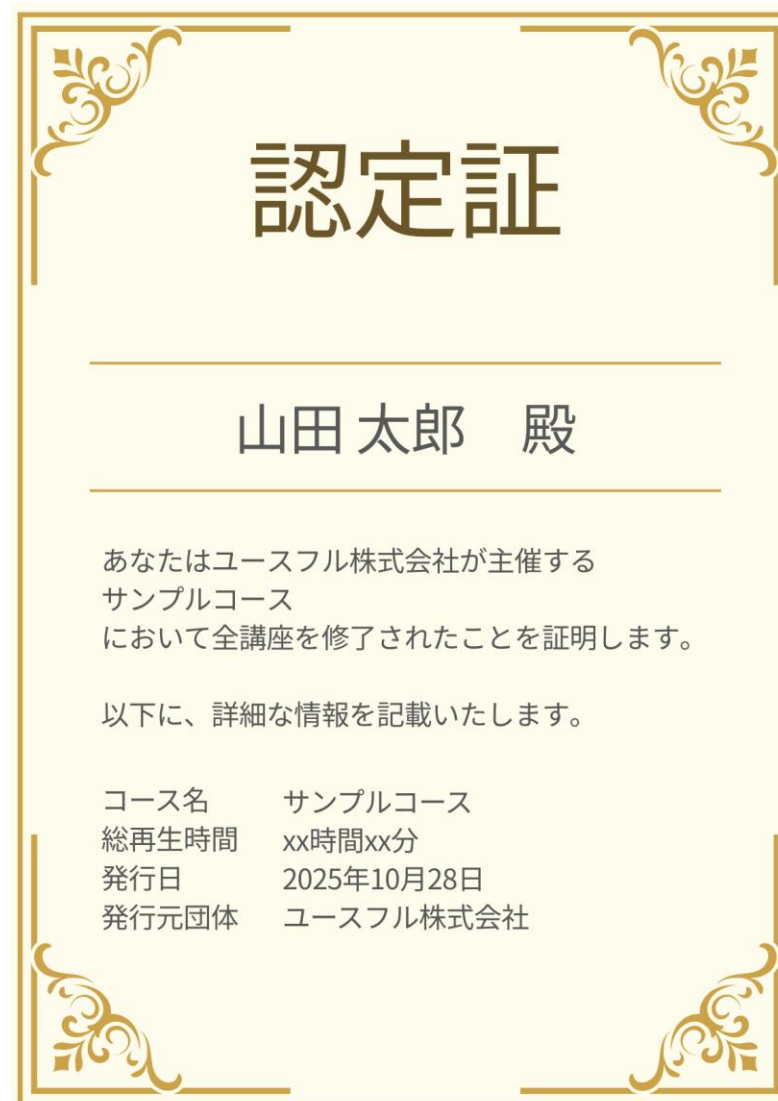 認定証
山田 太郎　殿
あなたはユースフル株式会社が主催する
サンプルコース
において全講座を修了されたことを証明します。
以下に、詳細な情報を記載いたします。
コース名　サンプルコース
総再生時間　xx時間xx分
発行日　2025年10月28日
発行元団体　ユースフル株式会社